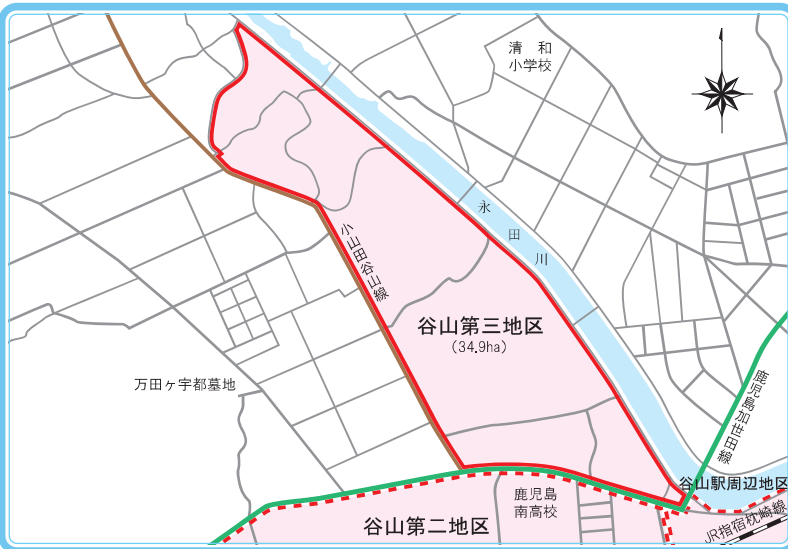 清和
小学校
永田川
小山田谷山線
谷山第三地区
(34.9ha)
万田ヶ宇都墓地
鹿児島加世田線
谷山駅周辺地区
鹿児島
南高校
谷山第二地区
JR指宿枕崎線